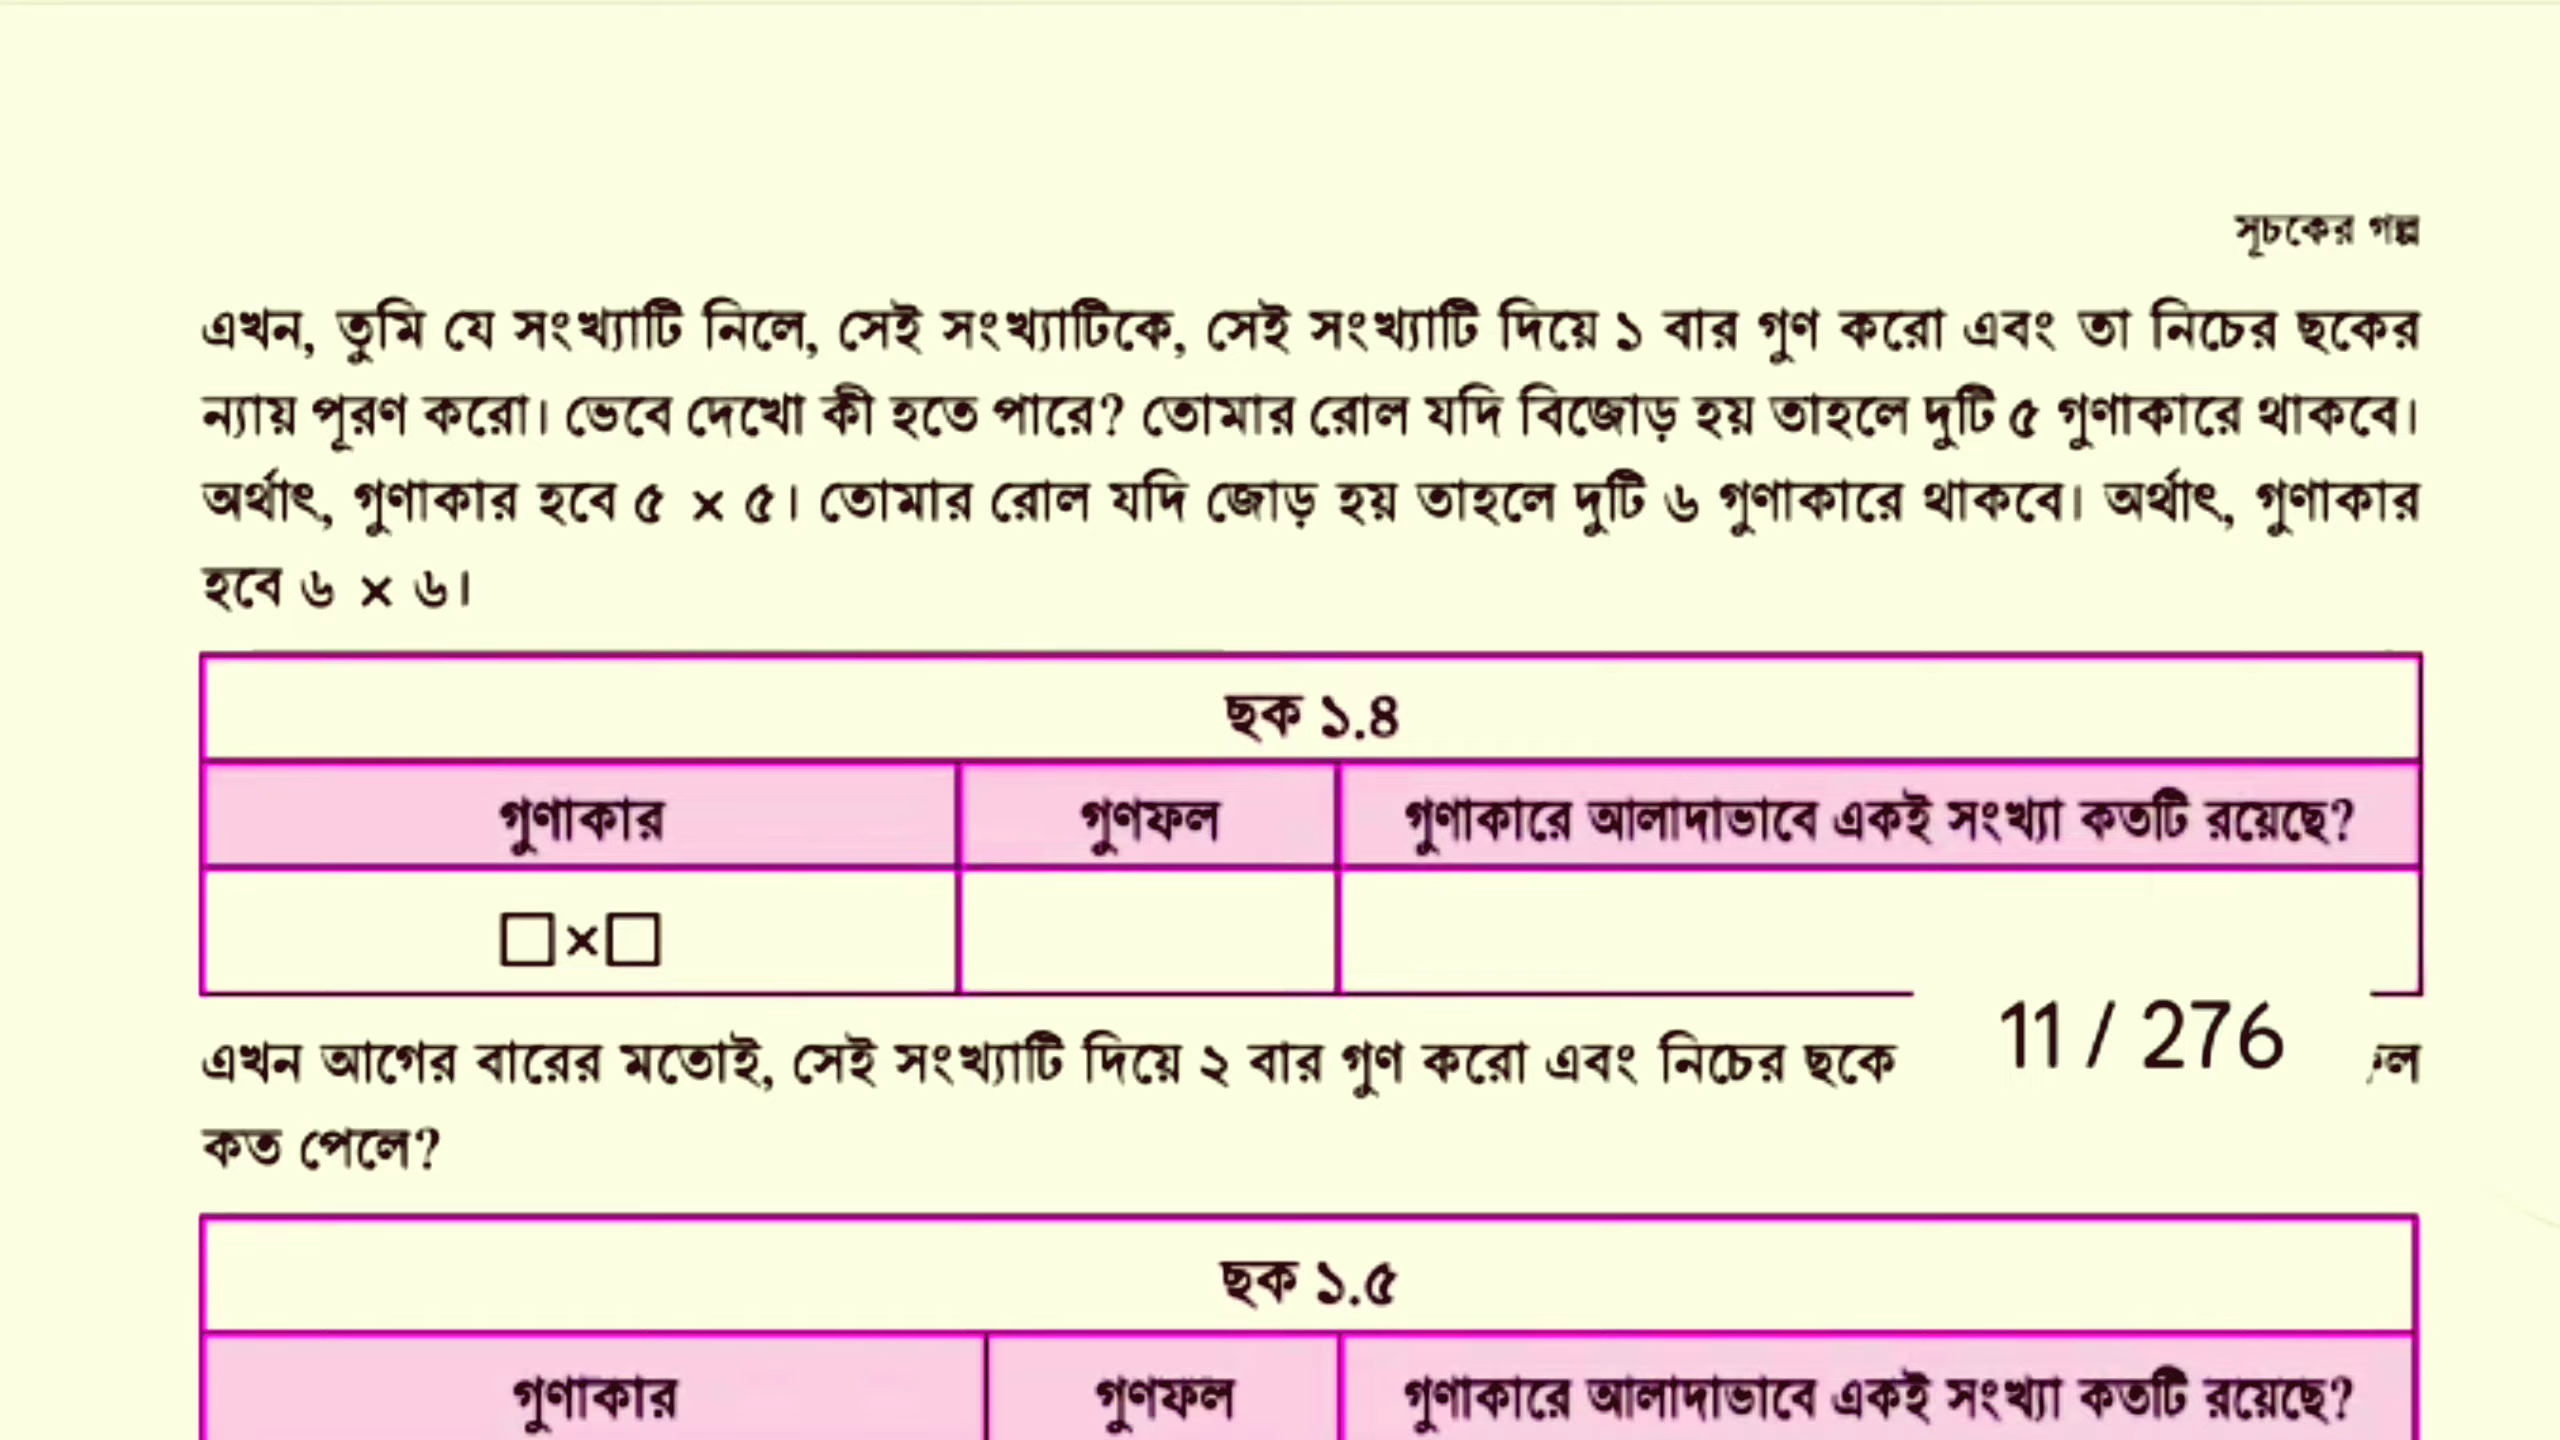 সূচকের গল্প
এখন, তুমি যে সংখ্যাটি নিলে, সেই সংখ্যাটিকে, সেই সংখ্যাটি দিয়ে ১ বার গুণ করো এবং তা নিচের ছকের
ন্যায় পূরণ করো। ভেবে দেখো কী হতে পারে? তোমার রোল যদি বিজোড় হয় তাহলে দুটি ৫ গুণাকারে থাকবে।
অর্থাৎ, গুণাকার হবে ৫ × ৫। তোমার রোল যদি জোড় হয় তাহলে দুটি ৬ গুণাকারে থাকবে। অর্থাৎ, গুণাকার
হবে ৬ × ৬।
ছক ১.৪
গুণাকার গুণফল গুণাকারে আলাদাভাবে একই সংখ্যা কতটি রয়েছে?
□×□
এখন আগের বারের মতোই, সেই সংখ্যাটি দিয়ে ২ বার গুণ করো এবং নিচের ছকে
11 / 276
কত পেলে?
ছক ১.৫
গুণাকার গুণফল গুণাকারে আলাদাভাবে একই সংখ্যা কতটি রয়েছে?